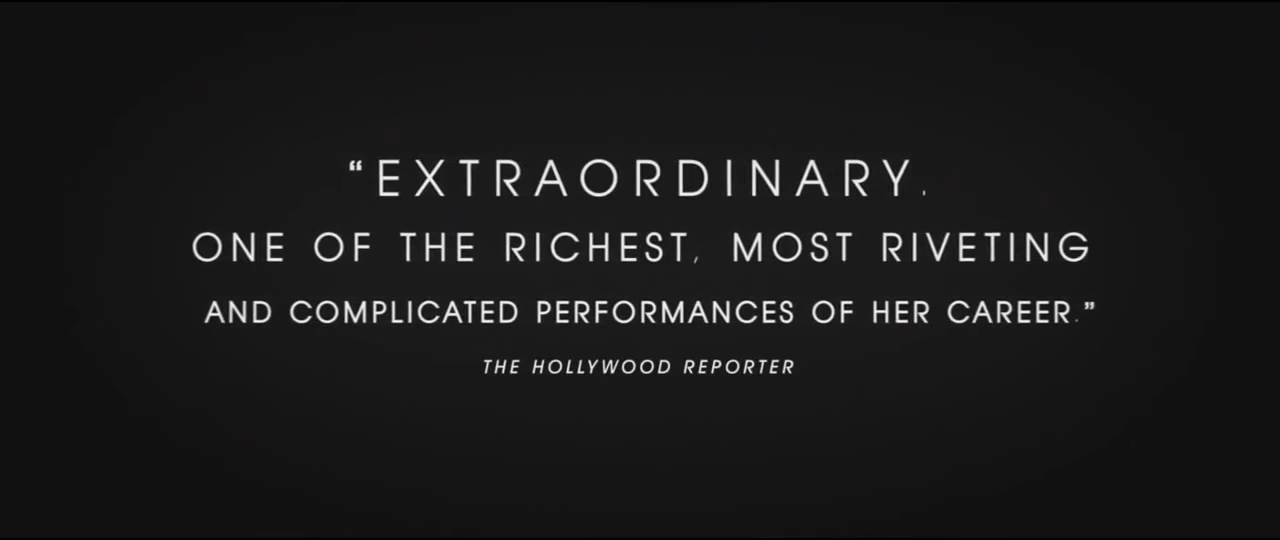 “EXTRAORDINARY.
ONE OF THE RICHEST, MOST RIVETING
AND COMPLICATED PERFORMANCES OF HER CAREER.”
THE HOLLYWOOD REPORTER